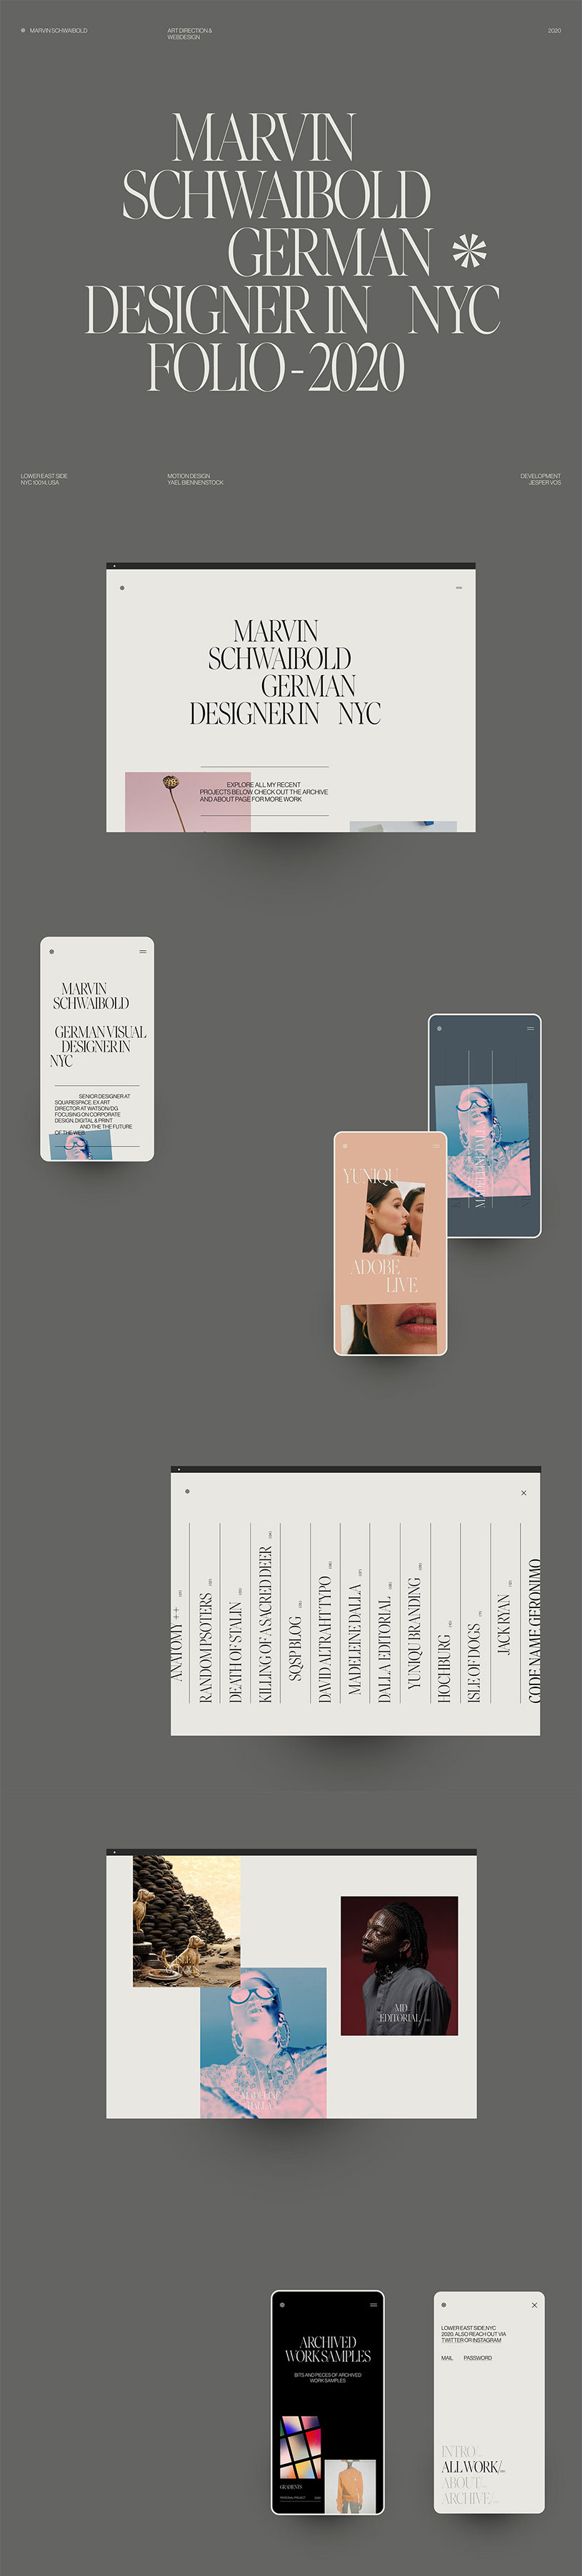 MARVIN SCHWAIBOLD
ART DIRECTION &
WEBDESIGN
2020
MARVIN
SCHWAIBOLD
GERMAN
DESIGNER IN NYC
FOLIO-2020
LOWER EAST SIDE
NYC 10014, USA
MOTION DESIGN
YAEL BIENNENSTOCK
DEVELOPMENT
JESPER VOS
MARVIN
SCHWAIBOLD
GERMAN
DESIGNER IN NYC
EXPLORE ALL MY RECENT
PROJECTS BELOW. CHECK OUT THE ARCHIVE
AND ABOUT PAGE FOR MORE WORK
MARVIN
SCHWAIBOLD
GERMAN VISUAL
DESIGNER IN
NYC
SENIOR DESIGNER AT
SQUARESPACE. EX ART
DIRECTOR AT WATSON/DG
FOCUSING ON CORPORATE
DESIGN, DIGITAL & PRINT
AND THE THE FUTURE
OF THE WEB.
MADELEINE DALLA
YUNIQU
ADOBE
LIVE
ANATOMY ++
RANDOM PSOTERS
DEATH OF STALIN
KILLING OF A SACRED DEER
SQSP BLOG
DAVID ALTRAHT TYPO
MADELEINE DALLA
DALLA EDITORIAL
YUNIQU BRANDING
HOCHBURG
ISLE OF DOGS
JACK RYAN
CODE NAME GERONIMO
MD
EDITORIAL
MADELEINE
DALLA
ARCHIVED
WORK SAMPLES
BITS AND PIECES OF ARCHIVED
WORK SAMPLES
GRADIENTS
PERSONAL PROJECT
LOWER EAST SIDE, NYC
2020. ALSO REACH OUT VIA
TWITTER OR INSTAGRAM
MAIL PASSWORD
INTRO/
ALL WORK/
ABOUT/
ARCHIVE/